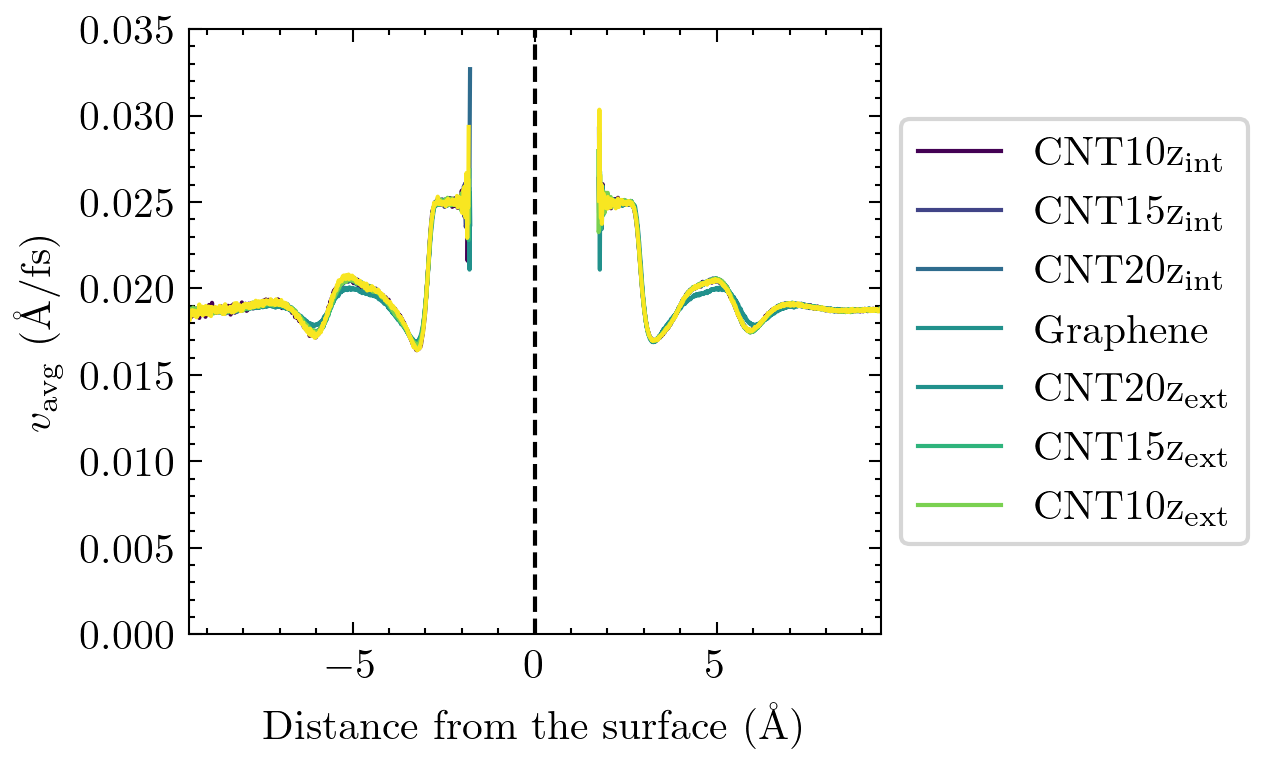 0.035
0.030
0.025
0.020
0.015
0.010
0.005
0.000
v_avg (Å/fs)
−5 0 5
Distance from the surface (Å)
CNT10z_int
CNT15z_int
CNT20z_int
Graphene
CNT20z_ext
CNT15z_ext
CNT10z_ext